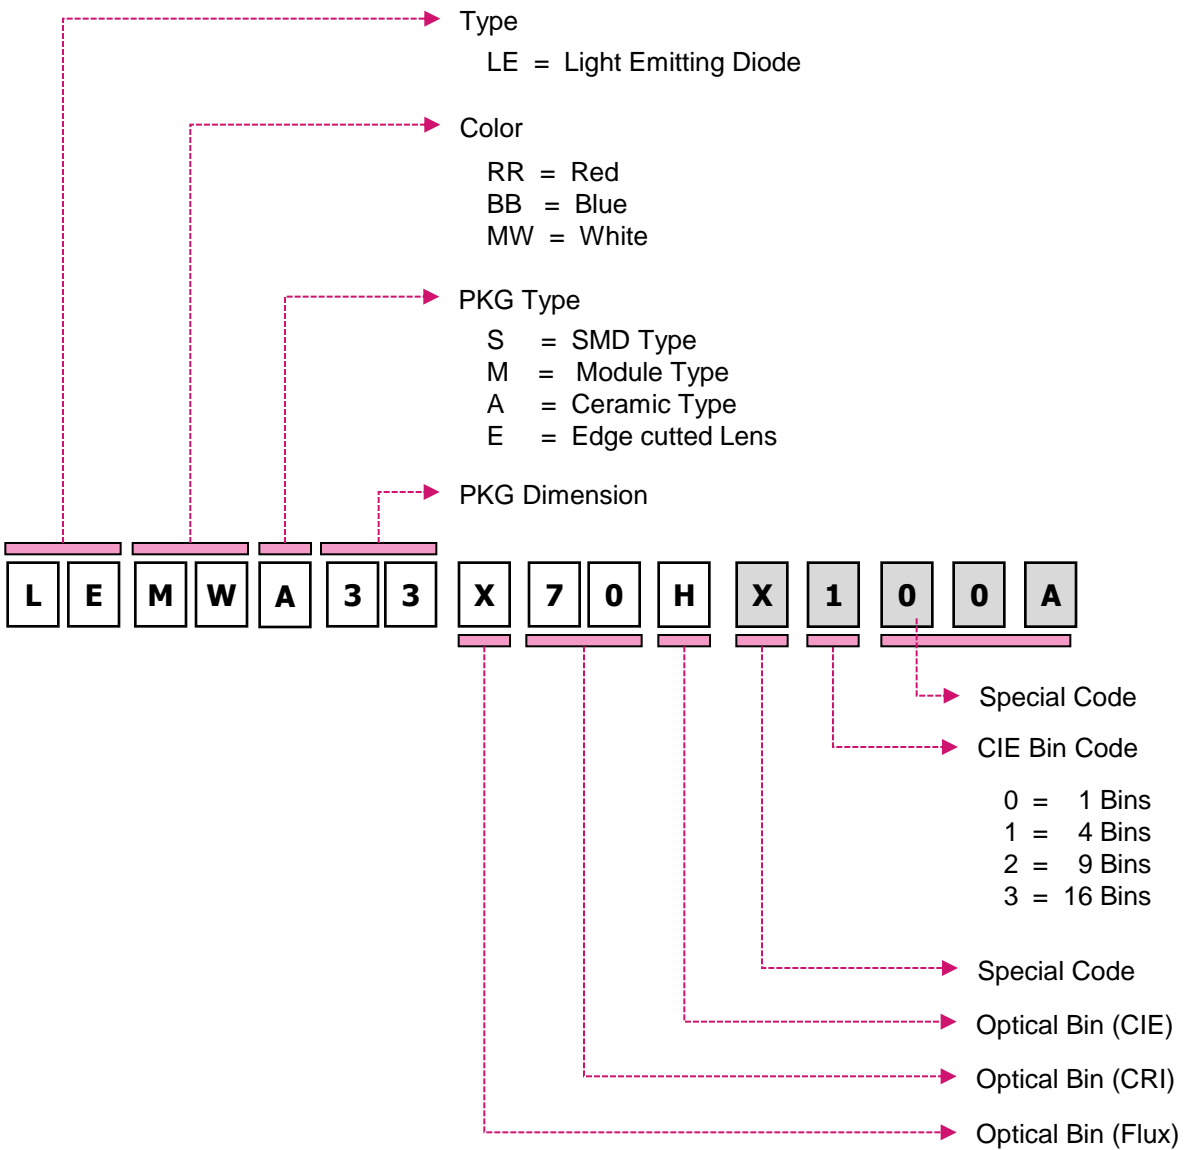 Type
LE = Light Emitting Diode
Color
RR = Red
BB = Blue
MW = White
PKG Type
S = SMD Type
M = Module Type
A = Ceramic Type
E = Edge cutted Lens
PKG Dimension
L E M W A 3 3 X 7 0 H X 1 0 0 A
Special Code
CIE Bin Code
0 = 1 Bins
1 = 4 Bins
2 = 9 Bins
3 = 16 Bins
Special Code
Optical Bin (CIE)
Optical Bin (CRI)
Optical Bin (Flux)